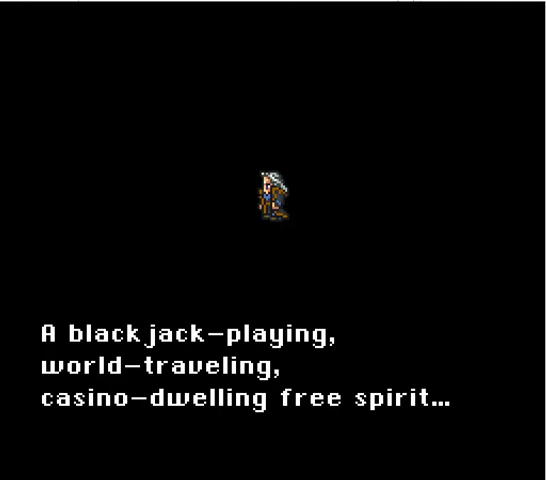 A blackjack-playing,
world-traveling,
casino-dwelling free spirit...